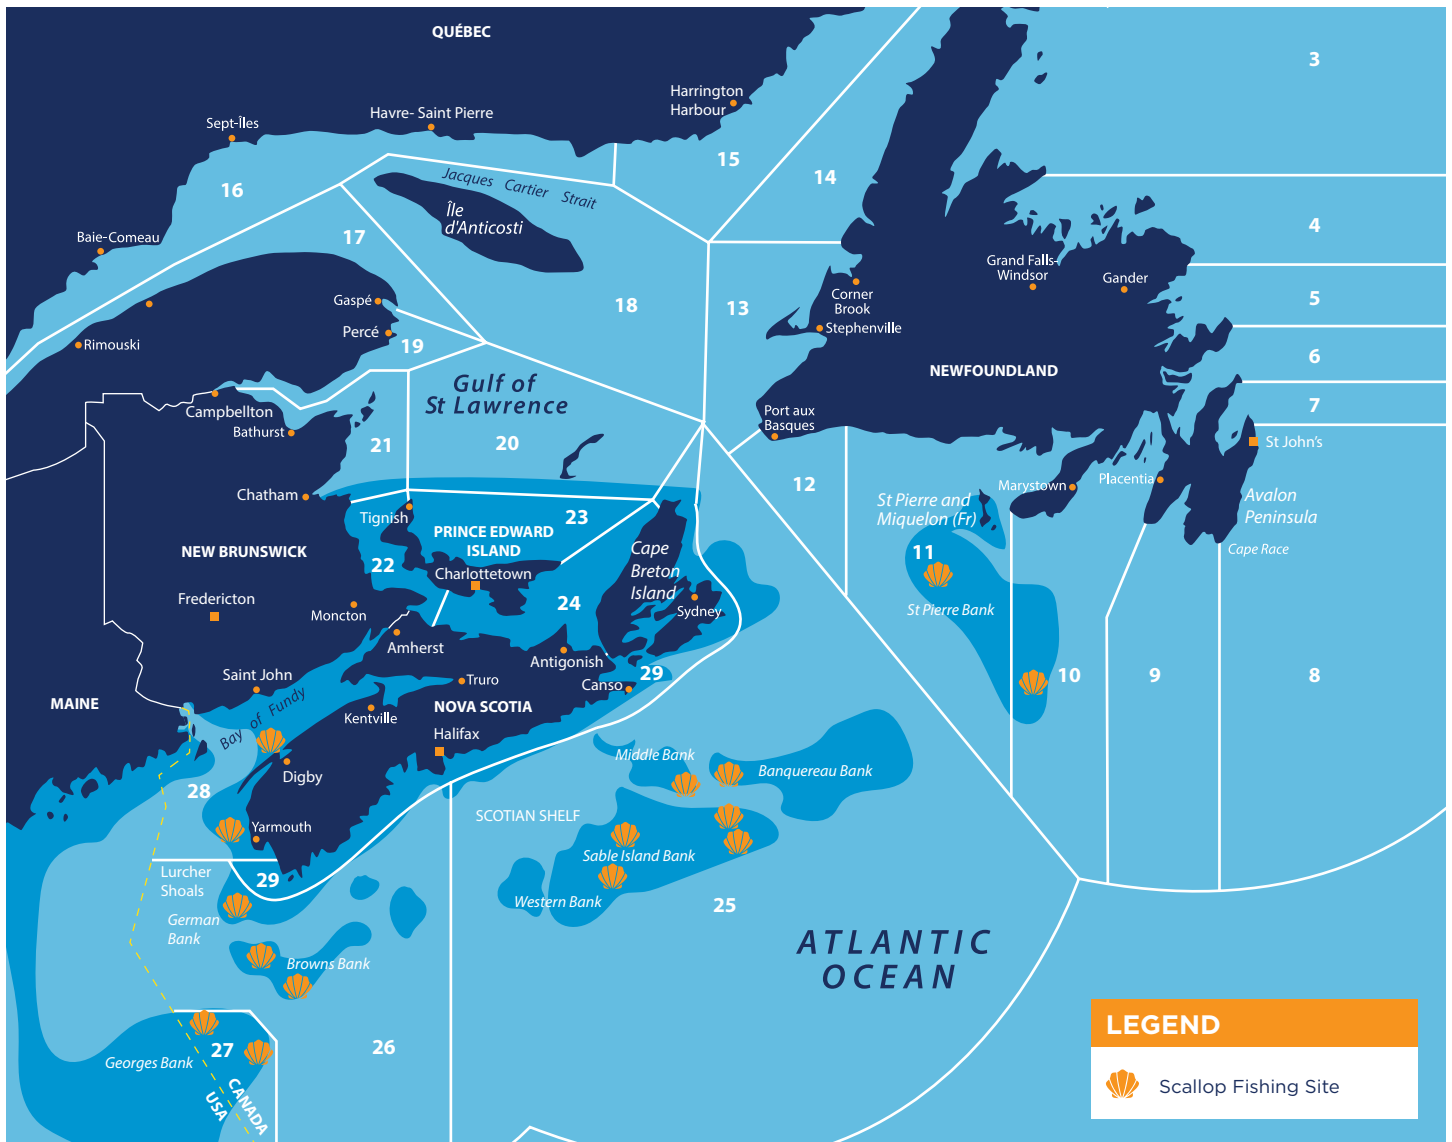 QUÉBEC
3
Harrington
Harbour
Havre- Saint Pierre
Sept-Îles
15
14
16
Jacques Cartier Strait
Île
d'Anticosti
4
Baie-Comeau
17
Grand Falls-
Windsor
Gander
Corner
Brook
5
Gaspé
18
13
Stephenville
Percé
Rimouski
19
6
NEWFOUNDLAND
Gulf of
St Lawrence
7
Campbellton
Bathurst
Port aux
Basques
21
20
St John's
12
Marystown
Placentia
Chatham
Tignish
23
St Pierre and
Miquelon (Fr)
Avalon
Peninsula
Cape Race
PRINCE EDWARD
ISLAND
NEW BRUNSWICK
22
Charlottetown
Cape
Breton
Island
11
Fredericton
Moncton
24
Sydney
St Pierre Bank
Amherst
Antigonish
Saint John
Truro
Canso
29
10
9
8
MAINE
Bay of Fundy
Kentville
NOVA SCOTIA
Halifax
Digby
Middle Bank
Banquereau Bank
28
Yarmouth
SCOTIAN SHELF
Sable Island Bank
Lurcher
Shoals
29
Western Bank
25
German
Bank
Browns Bank
ATLANTIC
OCEAN
27
26
Georges Bank
CANADA
USA
LEGEND
Scallop Fishing Site